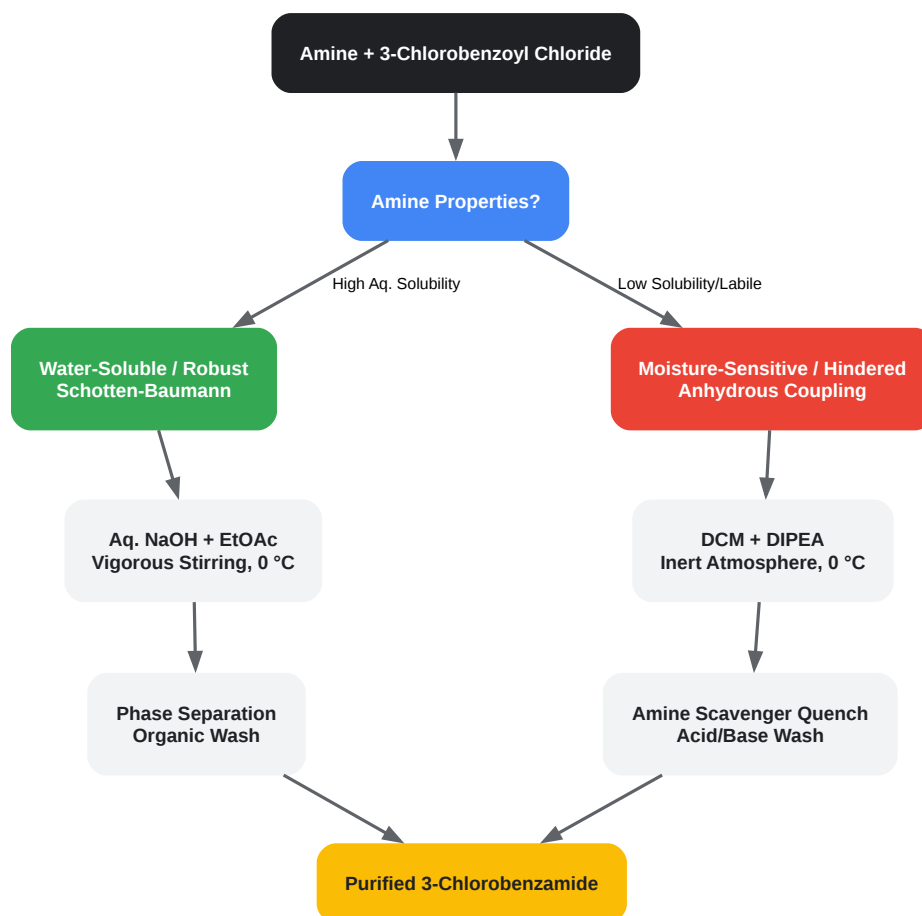 Amine + 3-Chlorobenzoyl Chloride
Amine Properties?
High Aq. Solubility
Low Solubility/Labile
Water-Soluble / Robust
Schotten-Baumann
Moisture-Sensitive / Hindered
Anhydrous Coupling
Aq. NaOH + EtOAc
Vigorous Stirring, 0 °C
DCM + DIPEA
Inert Atmosphere, 0 °C
Phase Separation
Organic Wash
Amine Scavenger Quench
Acid/Base Wash
Purified 3-Chlorobenzamide